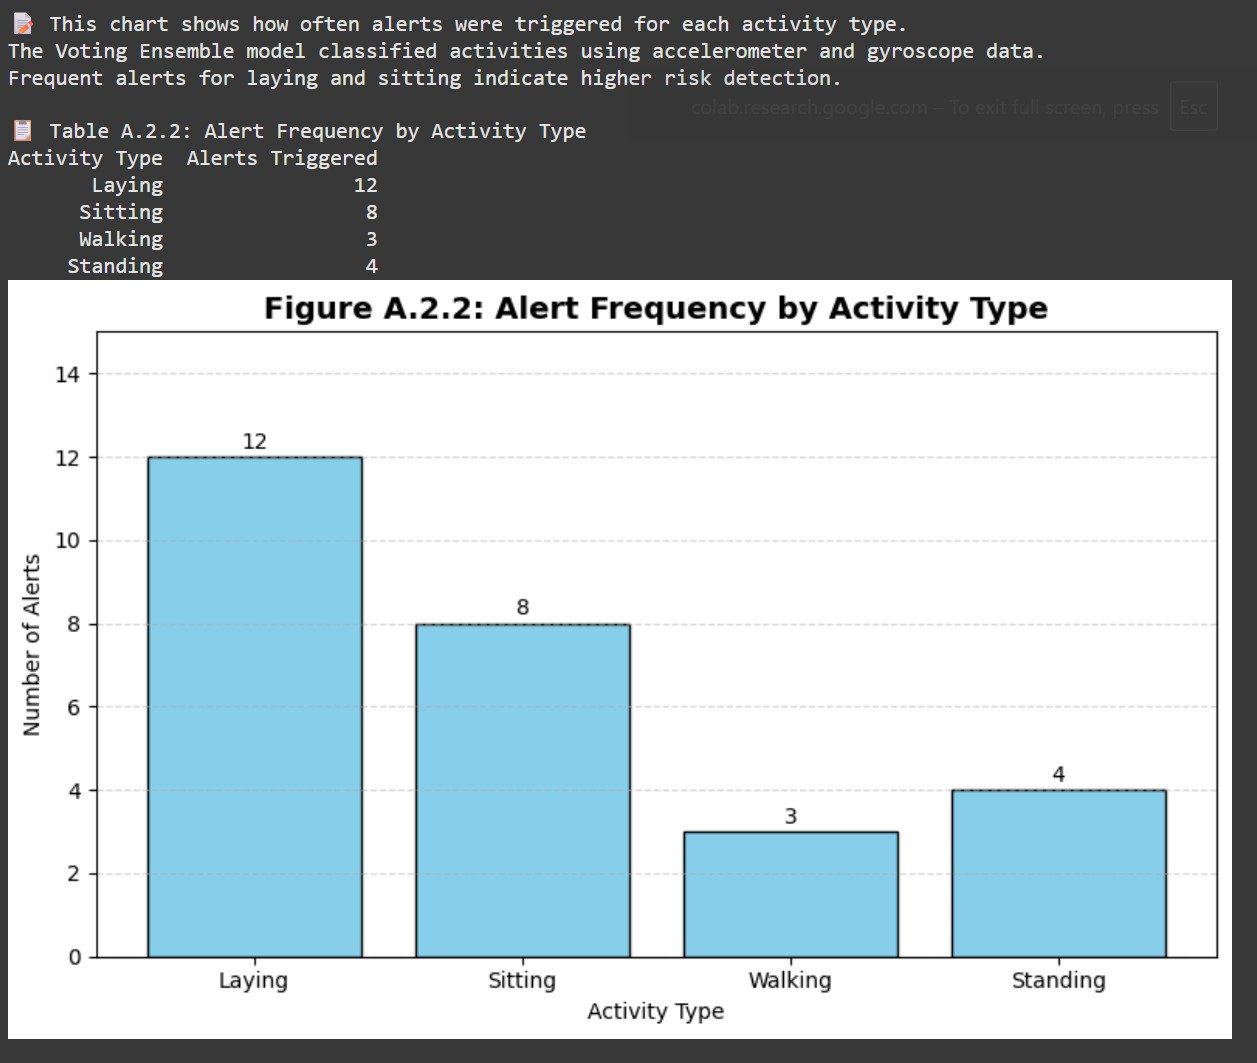 📝 This chart shows how often alerts were triggered for each activity type.
The Voting Ensemble model classified activities using accelerometer and gyroscope data.
Frequent alerts for laying and sitting indicate higher risk detection.
colab.research.google.com – To exit full screen, press Esc
📋 Table A.2.2: Alert Frequency by Activity Type
Activity Type Alerts Triggered
Laying 12
Sitting 8
Walking 3
Standing 4
Figure A.2.2: Alert Frequency by Activity Type
14
12
10
8
6
4
2
0
Number of Alerts
12
8
3
4
Laying Sitting Walking Standing
Activity Type